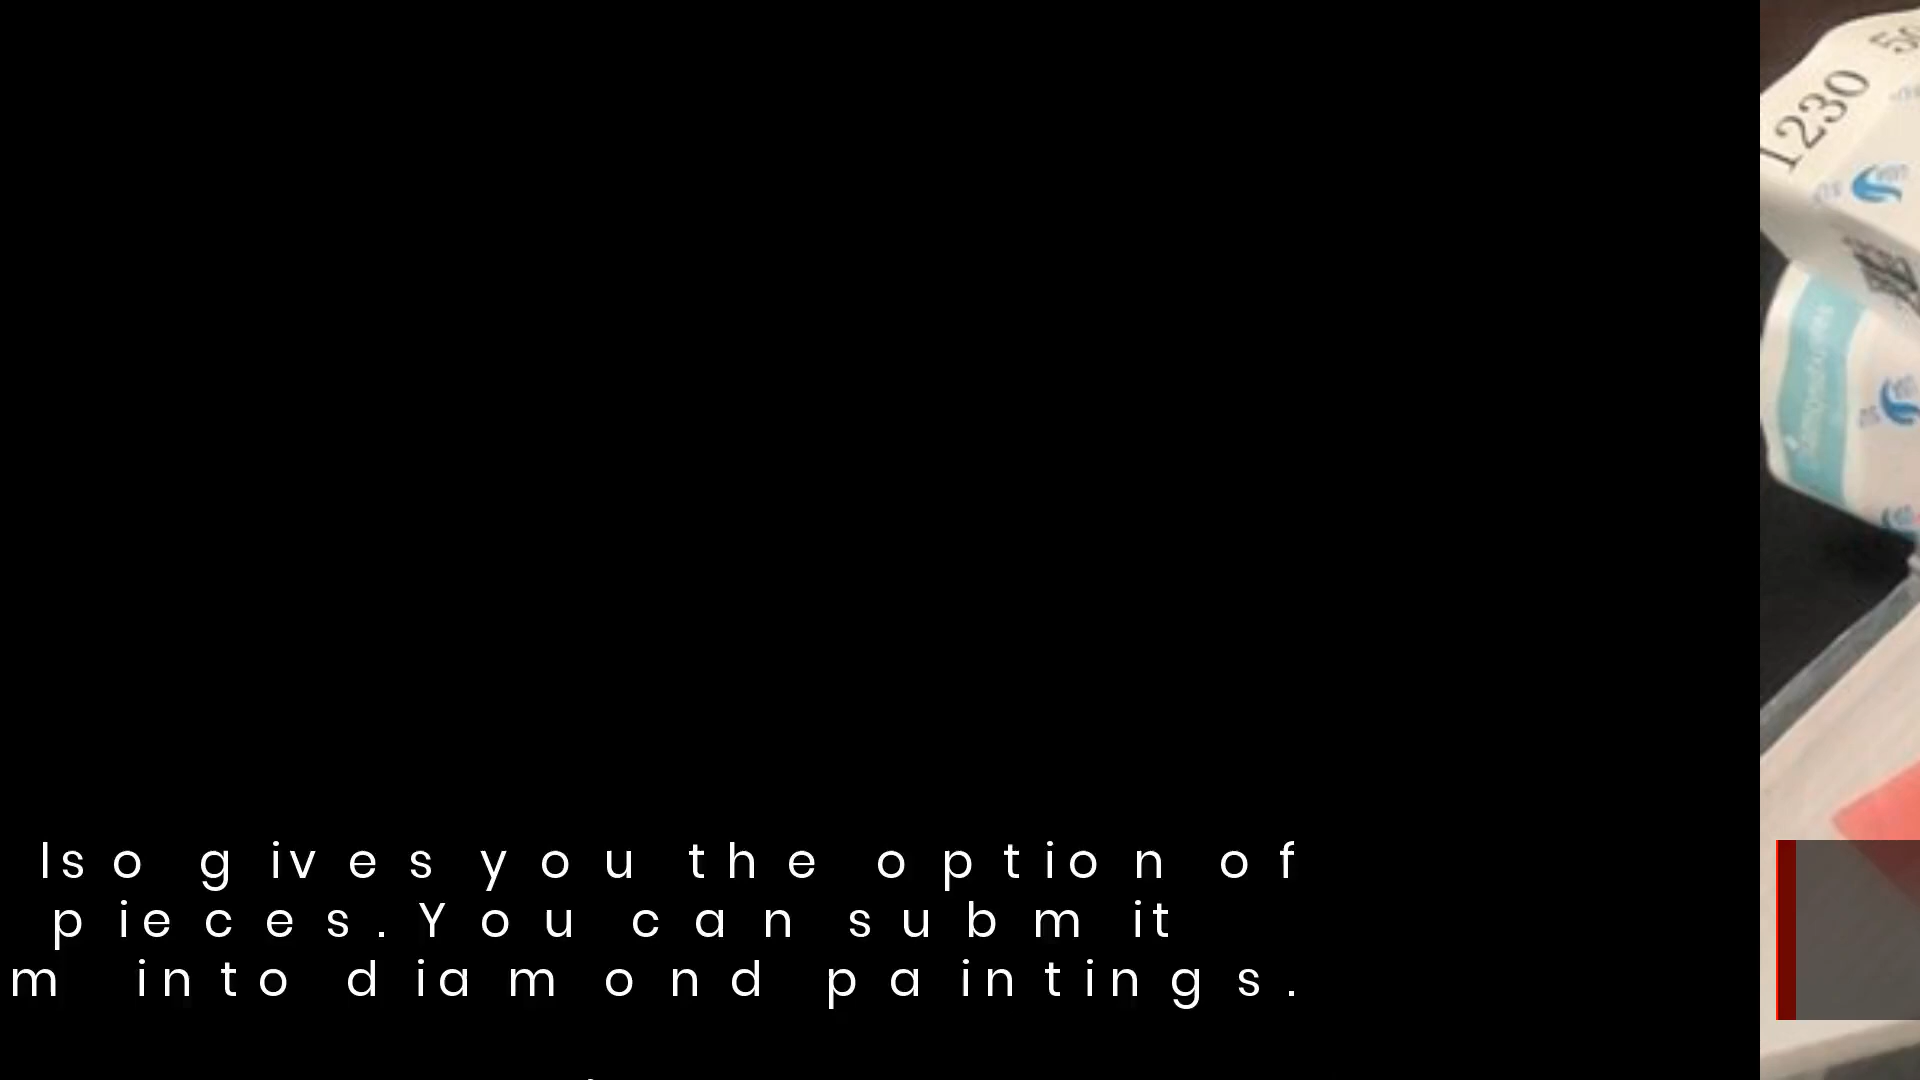 lso gives you the option of
pieces. You can submit
m into diamond paintings.
1230